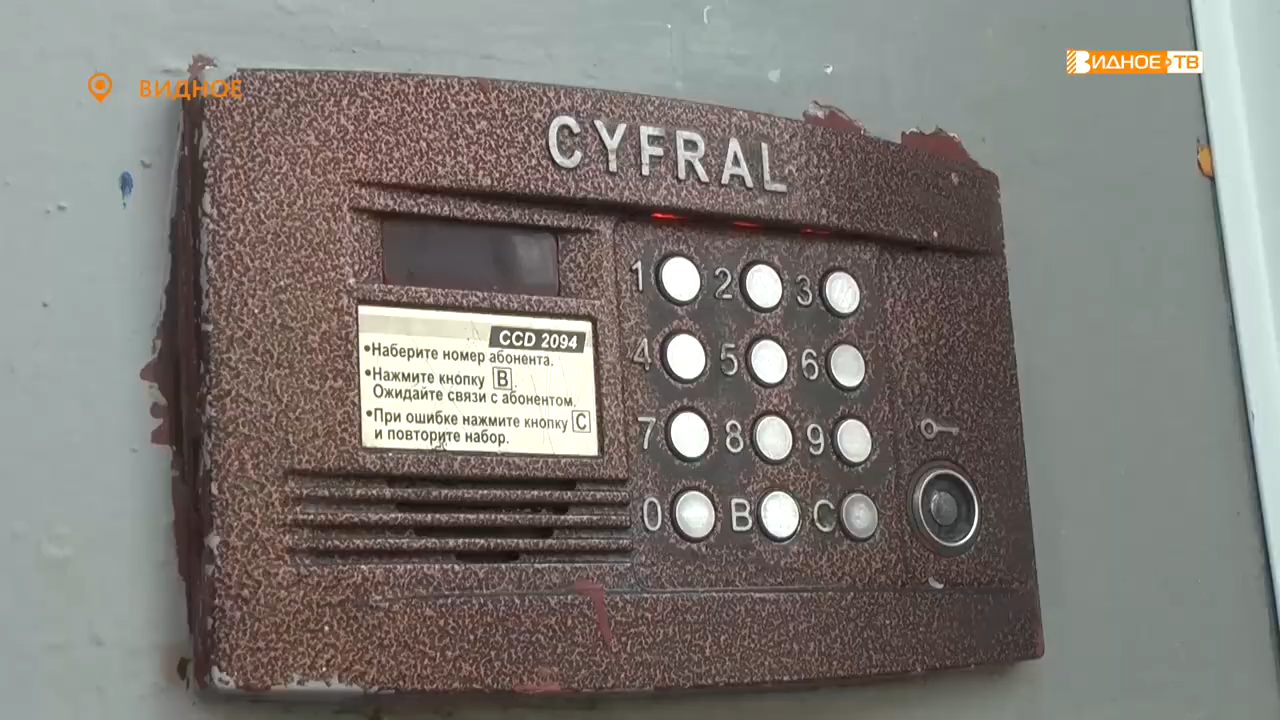 ВИДНОЕ
ВИДНОЕ ТВ
CYFRAL
CCD 2094
•Наберите номер абонента.
•Нажмите кнопку B.
Ожидайте связи с абонентом.
•При ошибке нажмите кнопку C
и повторите набор.
1 2 3
4 5 6
7 8 9
0 B C